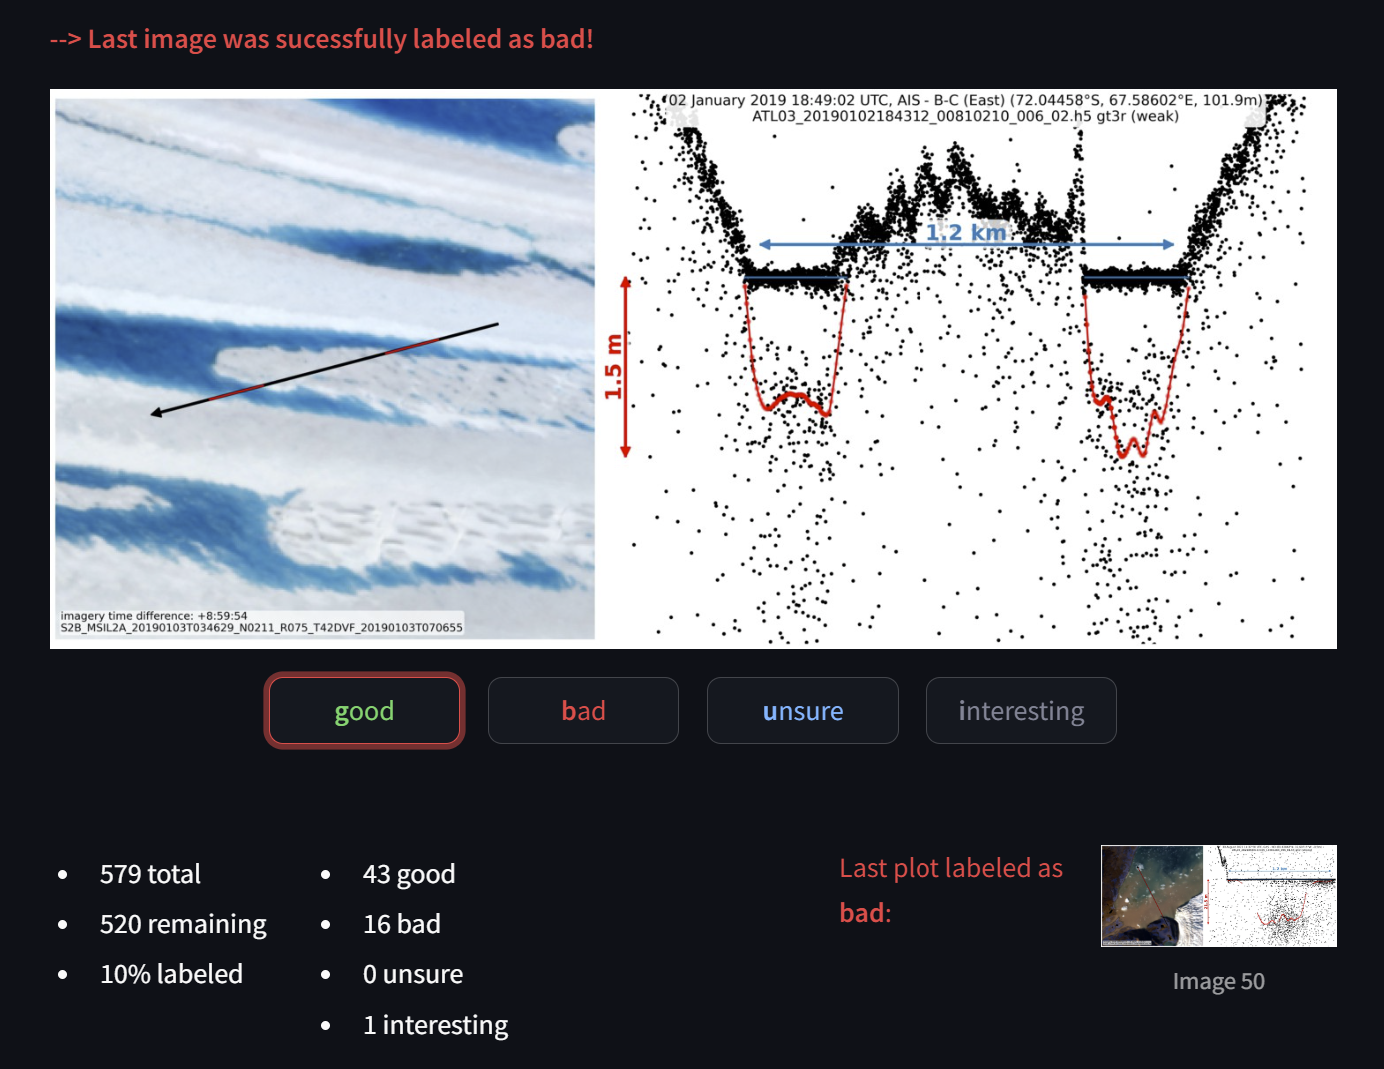 --> Last image was sucessfully labeled as bad!
02 January 2019 18:49:02 UTC, AIS - B-C (East) (72.04458°S, 67.58602°E, 101.9m)
ATL03_20190102184312_00810210_006_02.h5 gt3r (weak)
1.2 km
1.5 m
imagery time difference: +8:59:54
S2B_MSIL2A_20190103T034629_N0211_R075_T42DVF_20190103T070655
good
bad
unsure
interesting
579 total
520 remaining
10% labeled
43 good
16 bad
0 unsure
1 interesting
Last plot labeled as
bad:
Image 50